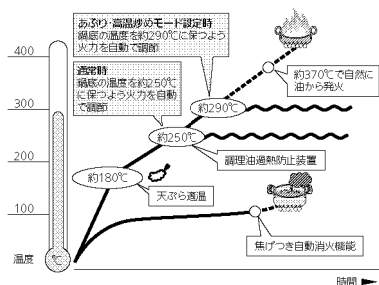 あぶり・高温炒めモード設定時
鍋底の温度を約290℃に保つよう
火力を自動で調節
通常時
鍋底の温度を約250℃
に保つよう火力を自動
で調節
400
300
200
100
温度
℃
約290℃
約250℃
約180℃
約370℃で自然に
油から発火
調理油過熱防止装置
天ぷら適温
焦げつき自動消火機能
時間